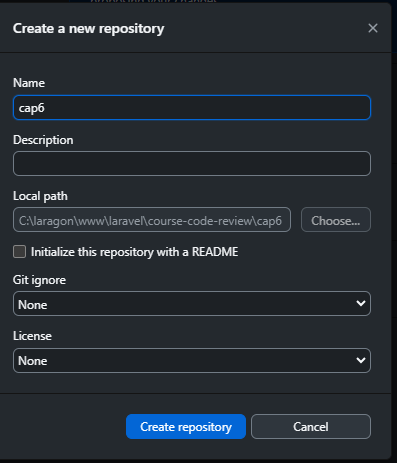 Create a new repository
Name
cap6
Description
Local path
C:\laragon\www\laravel\course-code-review\cap6
Choose...
Initialize this repository with a README
Git ignore
None
License
None
Create repository
Cancel